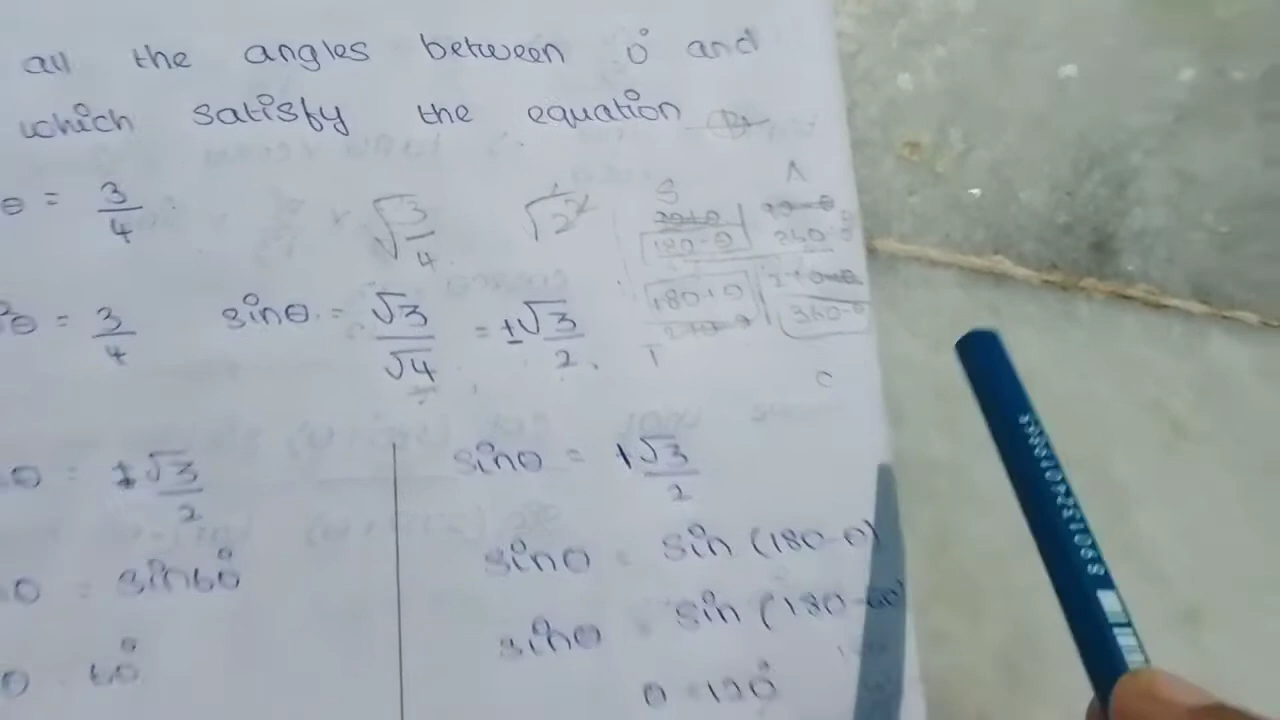 all the angles between 0° and
which satisfy the equation
θ = 3/4
√3/4
√2²
S
A
180-θ
180+θ
360-θ
T
C
²θ = 3/4 sinθ = √3/√4 = ±√3/2.
θ = +√3/2
sinθ = +√3/2
θ = sin60°
sinθ = sin(180-θ)
θ 60°
sinθ = sin(180-60)
θ = 120°